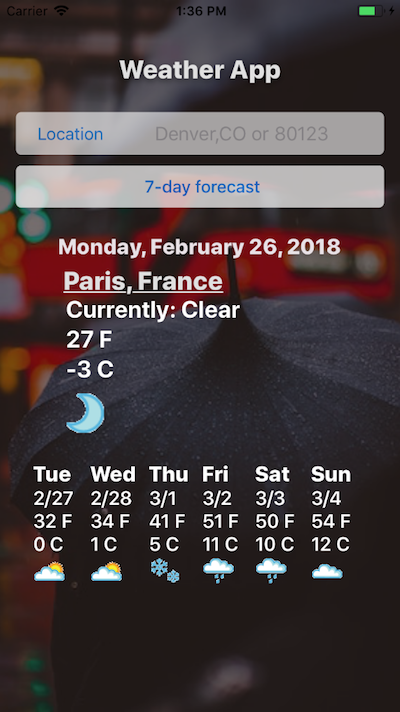 Carrier 1:36 PM
Weather App
Location Denver,CO or 80123
7-day forecast
Monday, February 26, 2018
Paris, France
Currently: Clear
27 F
-3 C
Tue Wed Thu Fri Sat Sun
2/27 2/28 3/1 3/2 3/3 3/4
32 F 34 F 41 F 51 F 50 F 54 F
0 C 1 C 5 C 11 C 10 C 12 C